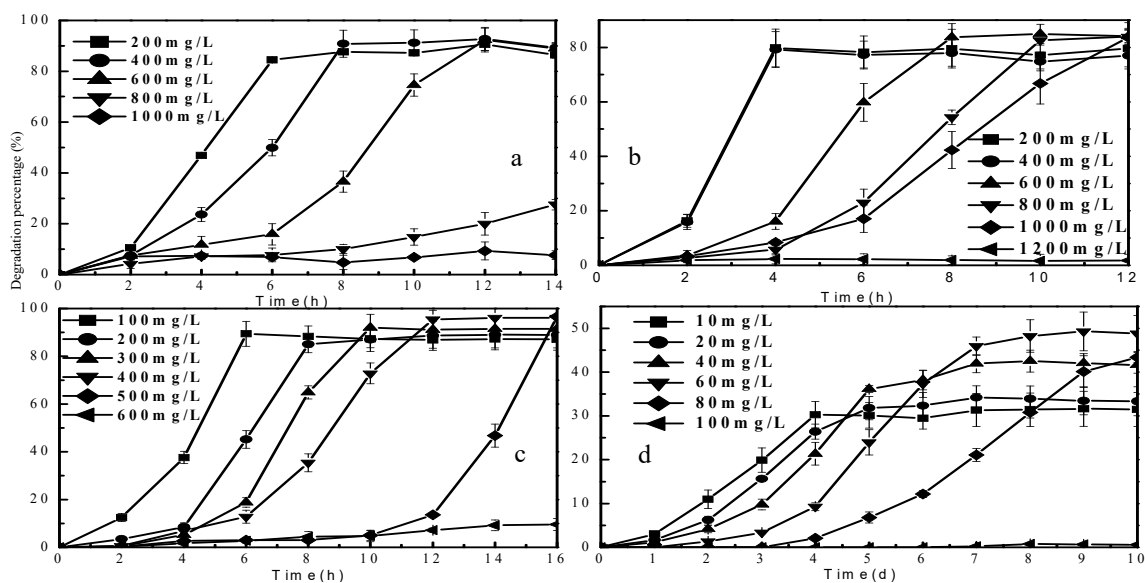 100
80
60
40
20
0
200mg/L
400mg/L
600mg/L
800mg/L
1000mg/L
a
Degradation percentage (%)
2 4 6 8 10 12 14
Time(h)
80
60
40
20
0
b
200mg/L
400mg/L
600mg/L
800mg/L
1000mg/L
1200mg/L
0 2 4 6 8 10 12
Time(h)
100
80
60
40
20
0
100mg/L
200mg/L
300mg/L
400mg/L
500mg/L
600mg/L
c
2 4 6 8 10 12 14 16
Time(h)
50
40
30
20
10
0
10mg/L
20mg/L
40mg/L
60mg/L
80mg/L
100mg/L
d
0 1 2 3 4 5 6 7 8 9 10
Time(d)